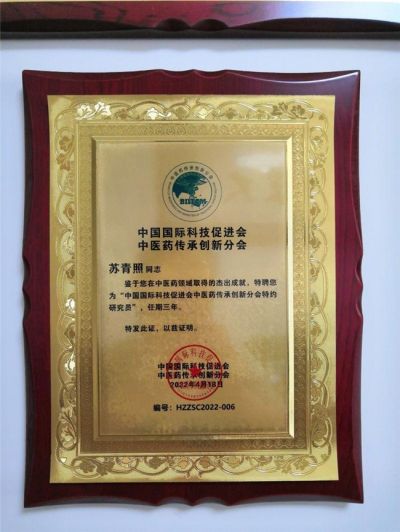 中国国际科技促进会
中医药传承创新分会
苏青照同志
鉴于您在中医药领域取得的杰出成就，特聘您
为“中国国际科技促进会中医药传承创新分会特约
研究员”，任期三年。
特发此证，以兹证明。
中国国际科技促进会
中医药传承创新分会
2022年4月18日
编号：HZZSC2022-006